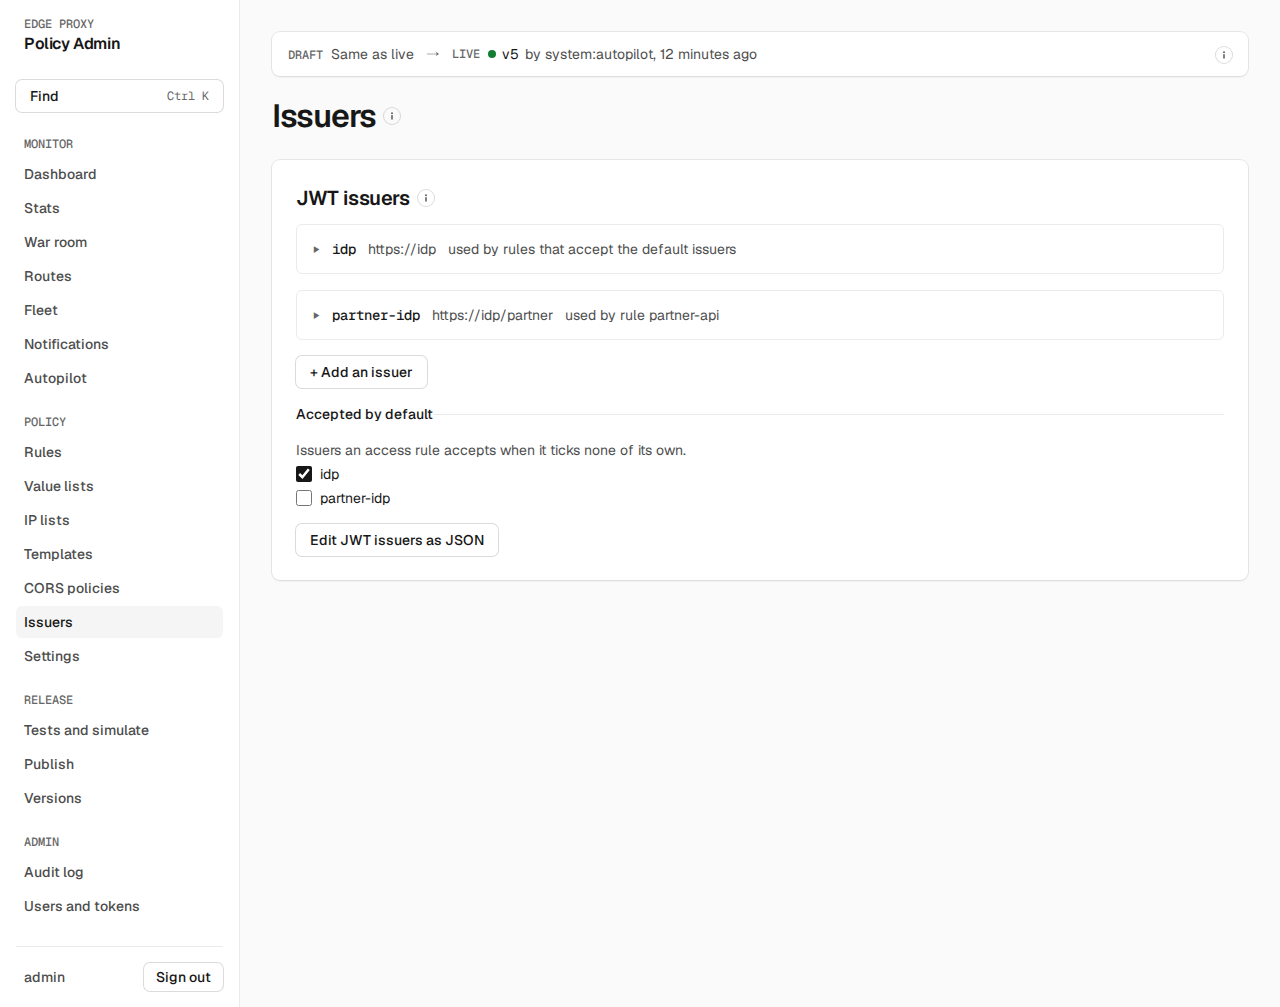 EDGE PROXY
Policy Admin
Find Ctrl K
MONITOR
Dashboard
Stats
War room
Routes
Fleet
Notifications
Autopilot
POLICY
Rules
Value lists
IP lists
Templates
CORS policies
Issuers
Settings
RELEASE
Tests and simulate
Publish
Versions
ADMIN
Audit log
Users and tokens
admin Sign out
DRAFT Same as live → LIVE v5 by system:autopilot, 12 minutes ago
Issuers
JWT issuers
idp https://idp used by rules that accept the default issuers
partner-idp https://idp/partner used by rule partner-api
+ Add an issuer
Accepted by default
Issuers an access rule accepts when it ticks none of its own.
idp
partner-idp
Edit JWT issuers as JSON